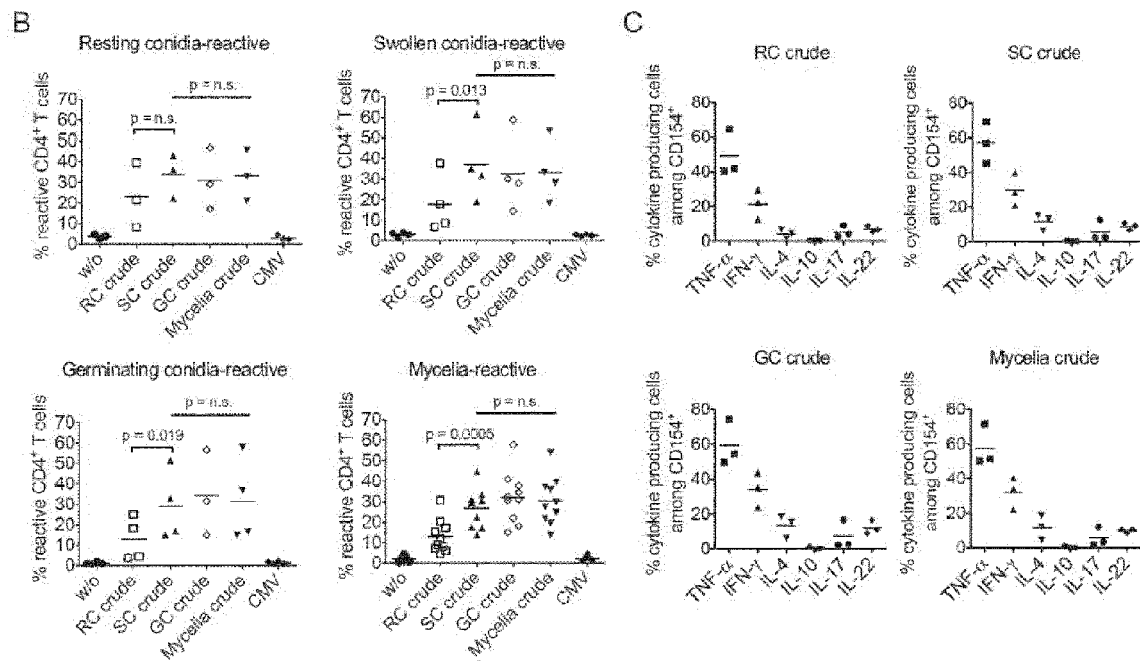 B
Resting conidia-reactive
% reactive CD4+ T cells
70
60
50
40
30
20
10
0
p = n.s.
p = n.s.
w/o
RC crude
SC crude
GC crude
Mycelia crude
CMV
Swollen conidia-reactive
% reactive CD4+ T cells
70
60
50
40
30
20
10
0
p = n.s.
p = 0.013
w/o
RC crude
SC crude
GC crude
Mycelia crude
CMV
Germinating conidia-reactive
% reactive CD4+ T cells
70
60
50
40
30
20
10
0
p = n.s.
p = 0.019
w/o
RC crude
SC crude
GC crude
Mycelia crude
CMV
Mycelia-reactive
% reactive CD4+ T cells
70
60
50
40
30
20
10
0
p = n.s.
p = 0.0005
w/o
RC crude
SC crude
GC crude
Mycelia crude
CMV
C
RC crude
% cytokine producing cells
among CD154+
80
60
40
20
0
TNF-α
IFN-γ
IL-4
IL-10
IL-17
IL-22
SC crude
% cytokine producing cells
among CD154+
80
60
40
20
0
TNF-α
IFN-γ
IL-4
IL-10
IL-17
IL-22
GC crude
% cytokine producing cells
among CD154+
80
60
40
20
0
TNF-α
IFN-γ
IL-4
IL-10
IL-17
IL-22
Mycelia crude
% cytokine producing cells
among CD154+
80
60
40
20
0
TNF-α
IFN-γ
IL-4
IL-10
IL-17
IL-22